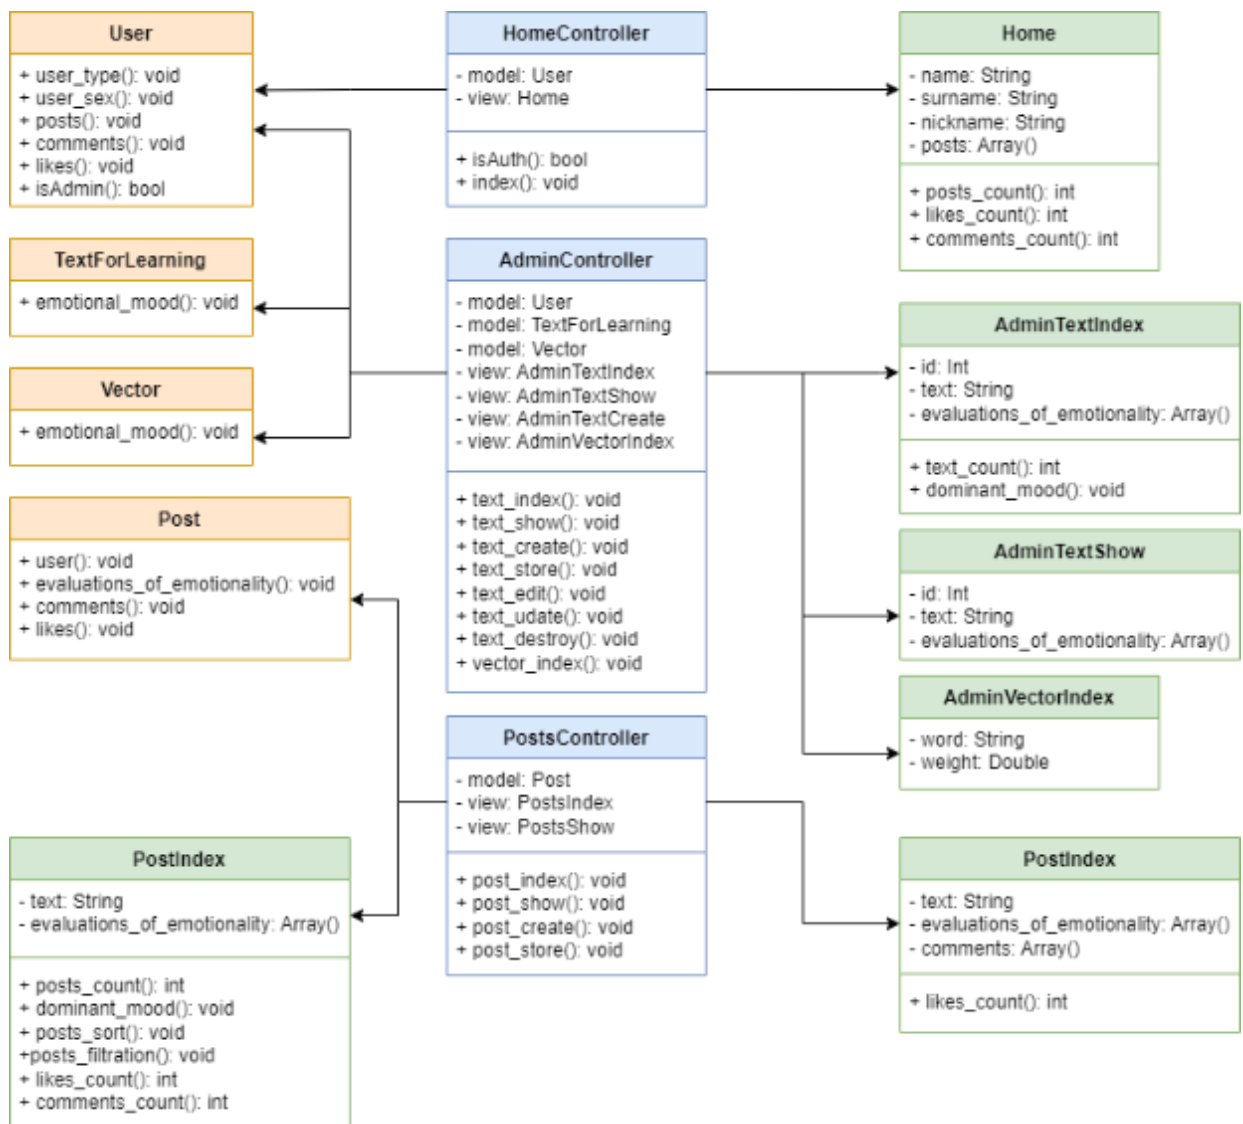 User
+ user_type(): void
+ user_sex(): void
+ posts(): void
+ comments(): void
+ likes(): void
+ isAdmin(): bool
HomeController
- model: User
- view: Home
+ isAuth(): bool
+ index(): void
Home
- name: String
- surname: String
- nickname: String
- posts: Array()
+ posts_count(): int
+ likes_count(): int
+ comments_count(): int
TextForLearning
+ emotional_mood(): void
Vector
+ emotional_mood(): void
AdminController
- model: User
- model: TextForLearning
- model: Vector
- view: AdminTextIndex
- view: AdminTextShow
- view: AdminTextCreate
- view: AdminVectorIndex
+ text_index(): void
+ text_show(): void
+ text_create(): void
+ text_store(): void
+ text_edit(): void
+ text_udate(): void
+ text_destroy(): void
+ vector_index(): void
AdminTextIndex
- id: Int
- text: String
- evaluations_of_emotionality: Array()
+ text_count(): int
+ dominant_mood(): void
AdminTextShow
- id: Int
- text: String
- evaluations_of_emotionality: Array()
AdminVectorIndex
- word: String
- weight: Double
Post
+ user(): void
+ evaluations_of_emotionality(): void
+ comments(): void
+ likes(): void
PostsController
- model: Post
- view: PostsIndex
- view: PostsShow
+ post_index(): void
+ post_show(): void
+ post_create(): void
+ post_store(): void
PostIndex
- text: String
- evaluations_of_emotionality: Array()
+ posts_count(): int
+ dominant_mood(): void
+ posts_sort(): void
+posts_filtration(): void
+ likes_count(): int
+ comments_count(): int
PostIndex
- text: String
- evaluations_of_emotionality: Array()
- comments: Array()
+ likes_count(): int